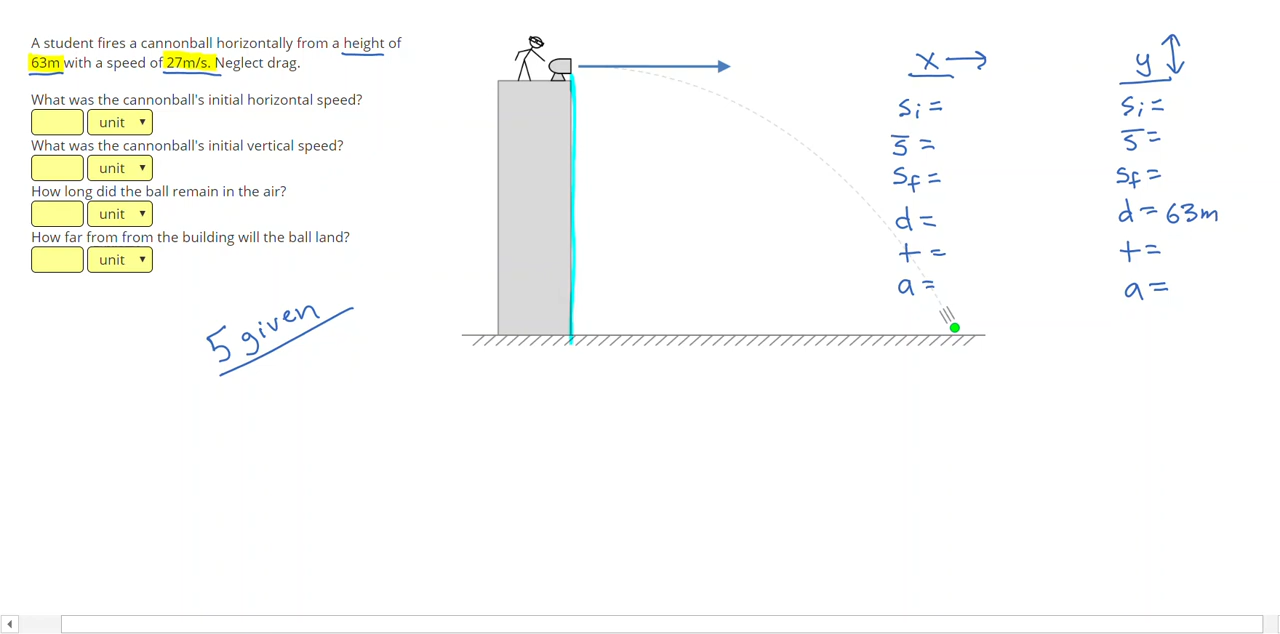 A student fires a cannonball horizontally from a height of
63m with a speed of 27m/s. Neglect drag.
What was the cannonball's initial horizontal speed?
unit
What was the cannonball's initial vertical speed?
unit
How long did the ball remain in the air?
unit
How far from from the building will the ball land?
unit
5 given
x →
si =
s̅ =
sf =
d =
t =
a =
y ↕
si =
s̅ =
sf =
d = 63m
t =
a =